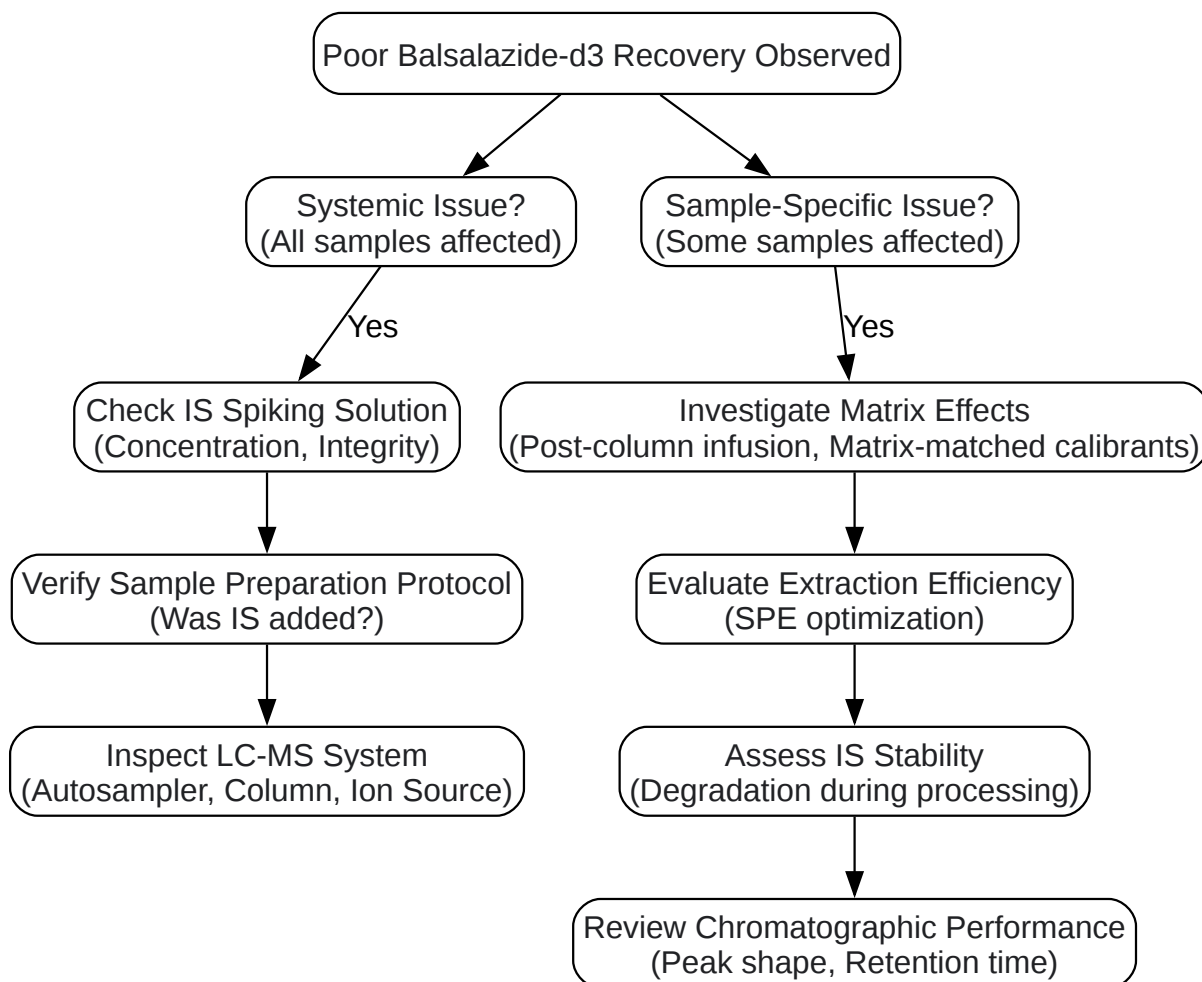 Poor Balsalazide-d3 Recovery Observed
Systemic Issue?
(All samples affected)
Sample-Specific Issue?
(Some samples affected)
Yes
Yes
Check IS Spiking Solution
(Concentration, Integrity)
Investigate Matrix Effects
(Post-column infusion, Matrix-matched calibrants)
Verify Sample Preparation Protocol
(Was IS added?)
Evaluate Extraction Efficiency
(SPE optimization)
Inspect LC-MS System
(Autosampler, Column, Ion Source)
Assess IS Stability
(Degradation during processing)
Review Chromatographic Performance
(Peak shape, Retention time)